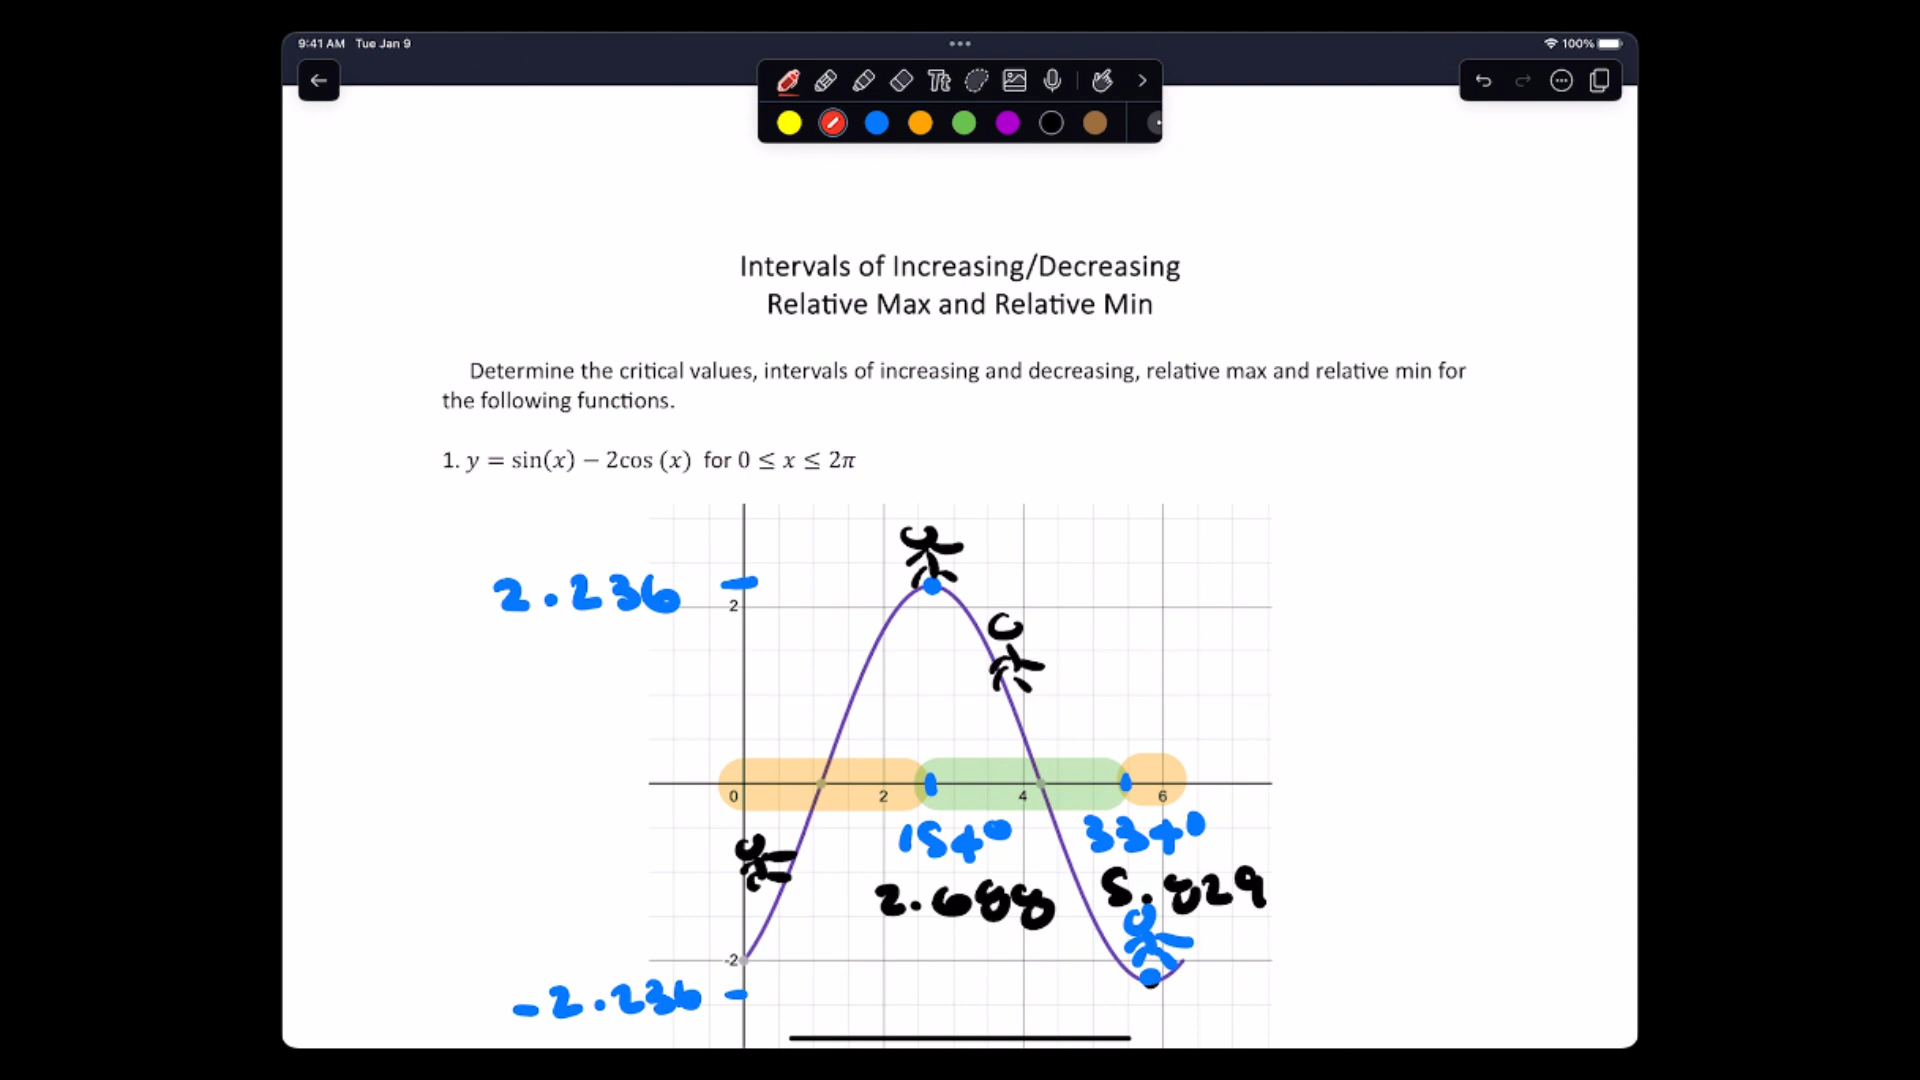 9:41 AM Tue Jan 9
100%
Tt
Intervals of Increasing/Decreasing
Relative Max and Relative Min
Determine the critical values, intervals of increasing and decreasing, relative max and relative min for
the following functions.
1. y = sin(x) − 2cos (x) for 0 ≤ x ≤ 2π
2.236
2
0 2 4 6
154° 334°
2.688 5.829
-2
-2.236